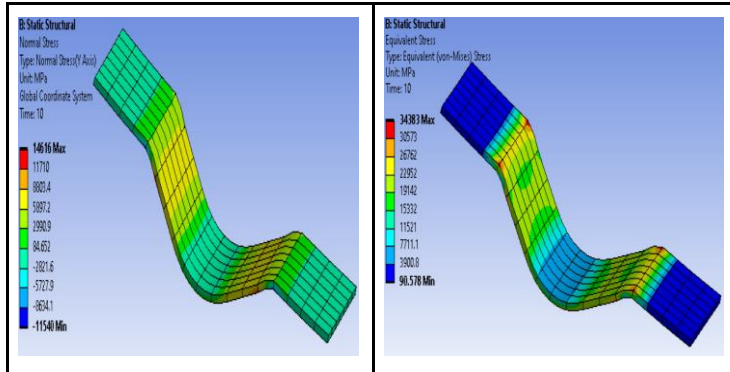 B: Static Structural
Normal Stress
Type: Normal Stress(Y Axis)
Unit: MPa
Global Coordinate System
Time: 10
14616 Max
11710
8803.4
5897.2
2990.9
84.652
-2821.6
-5727.9
-8634.1
-11540 Min
B: Static Structural
Equivalent Stress
Type: Equivalent (von-Mises) Stress
Unit: MPa
Time: 10
34383 Max
30573
26762
22952
19142
15332
11521
7711.1
3900.8
90.578 Min